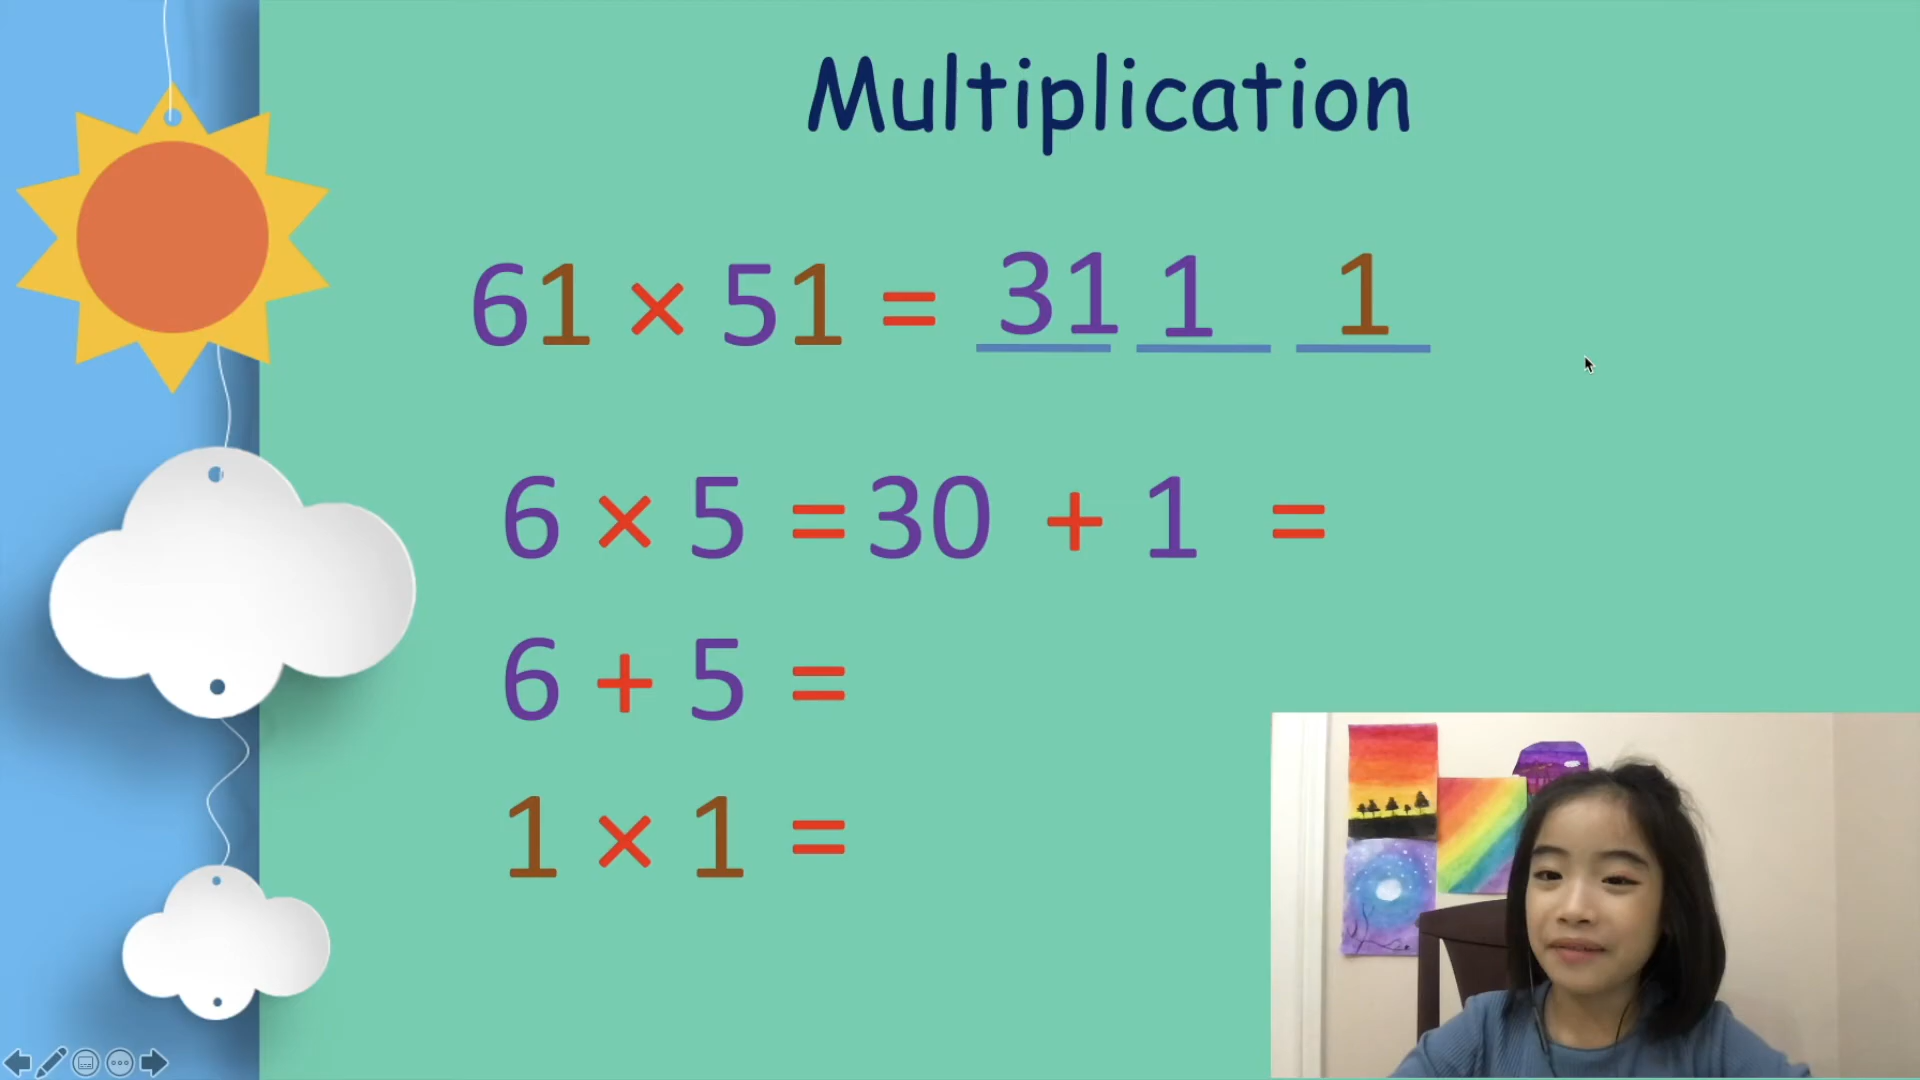 Multiplication
61 × 51 = 31 1 1
6 × 5 = 30 + 1 =
6 + 5 =
1 × 1 =